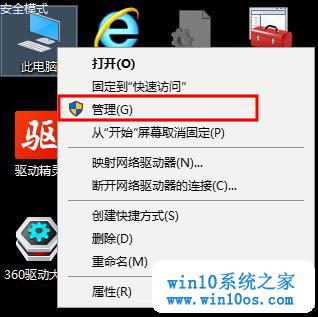 安全模式
此电脑
打开(O)
固定到"快速访问"
管理(G)
从"开始"屏幕取消固定(P)
映射网络驱动器(N)...
断开网络驱动器的连接(C)...
创建快捷方式(S)
删除(D)
重命名(M)
属性(R)
驱
驱动精灵
360驱动大
win10系统之家
www.win10os.com